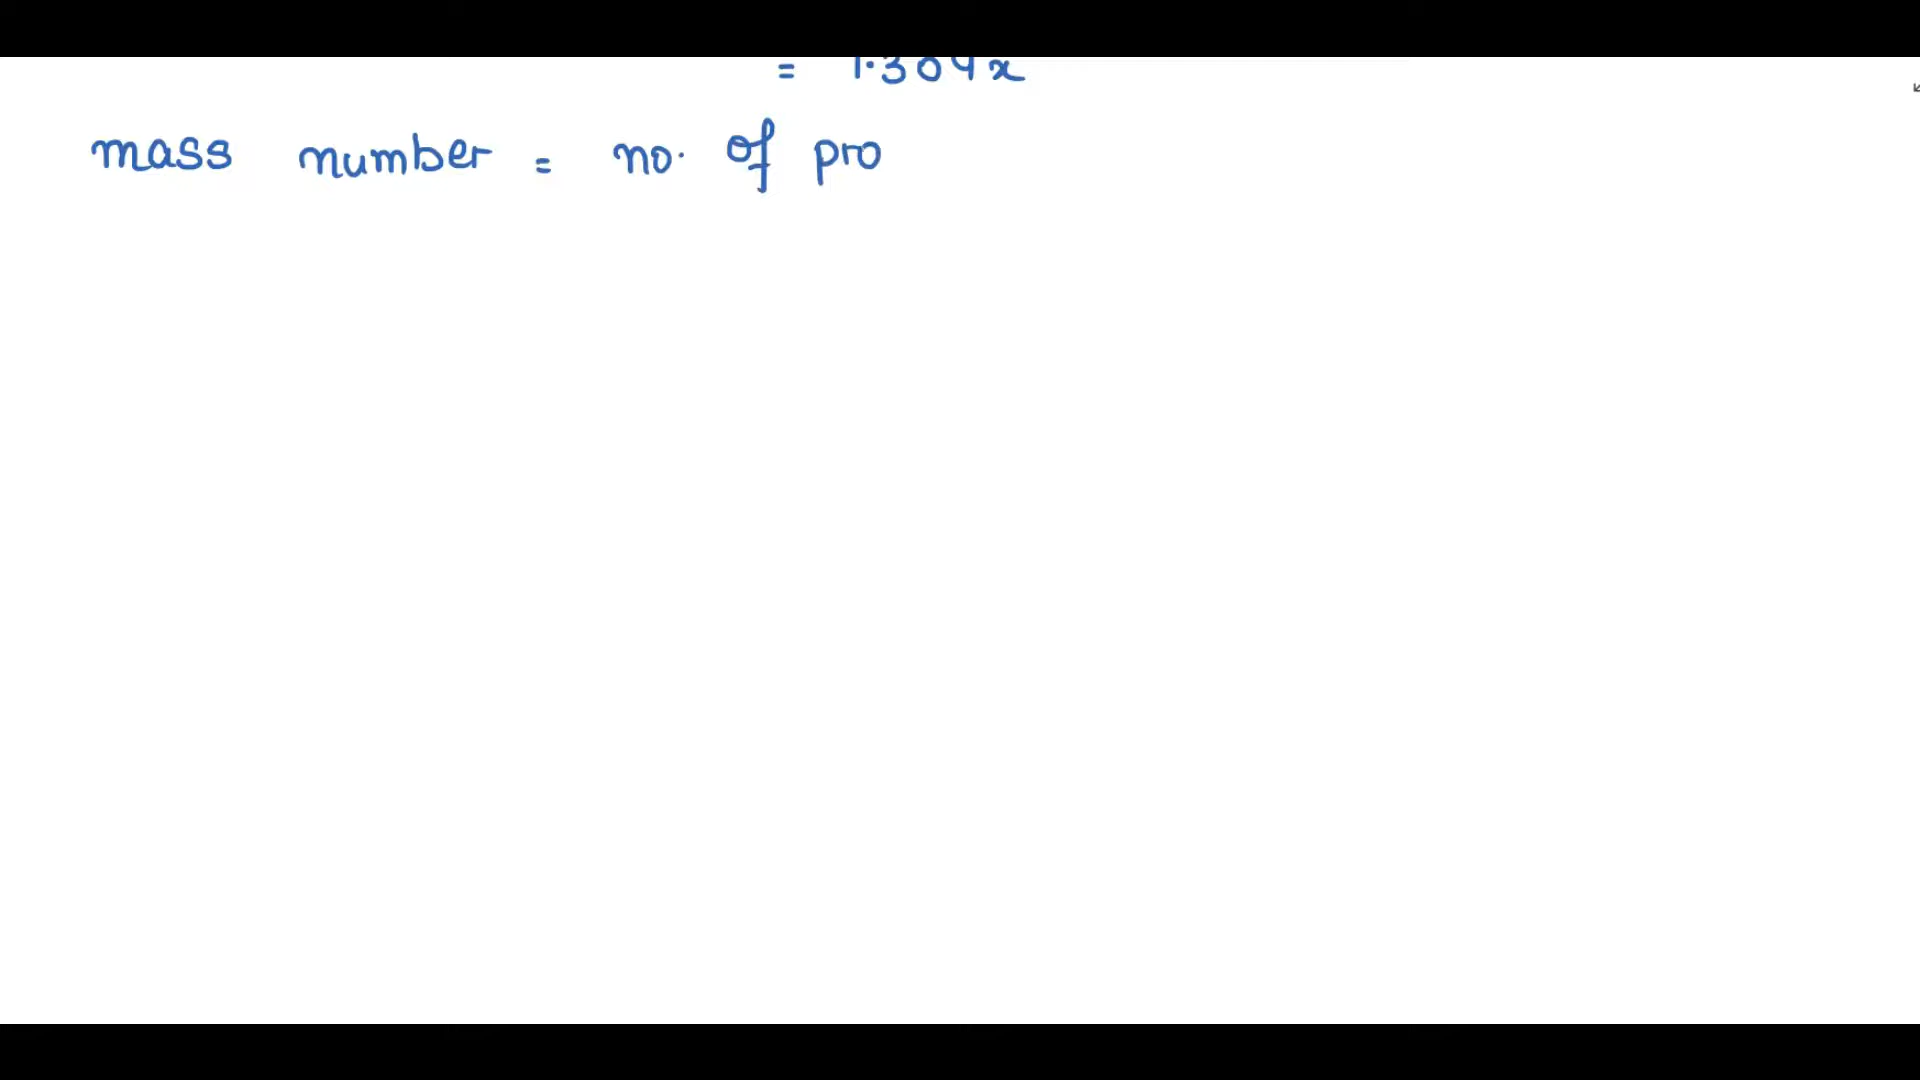 = 1.304x
mass number = no. of pro